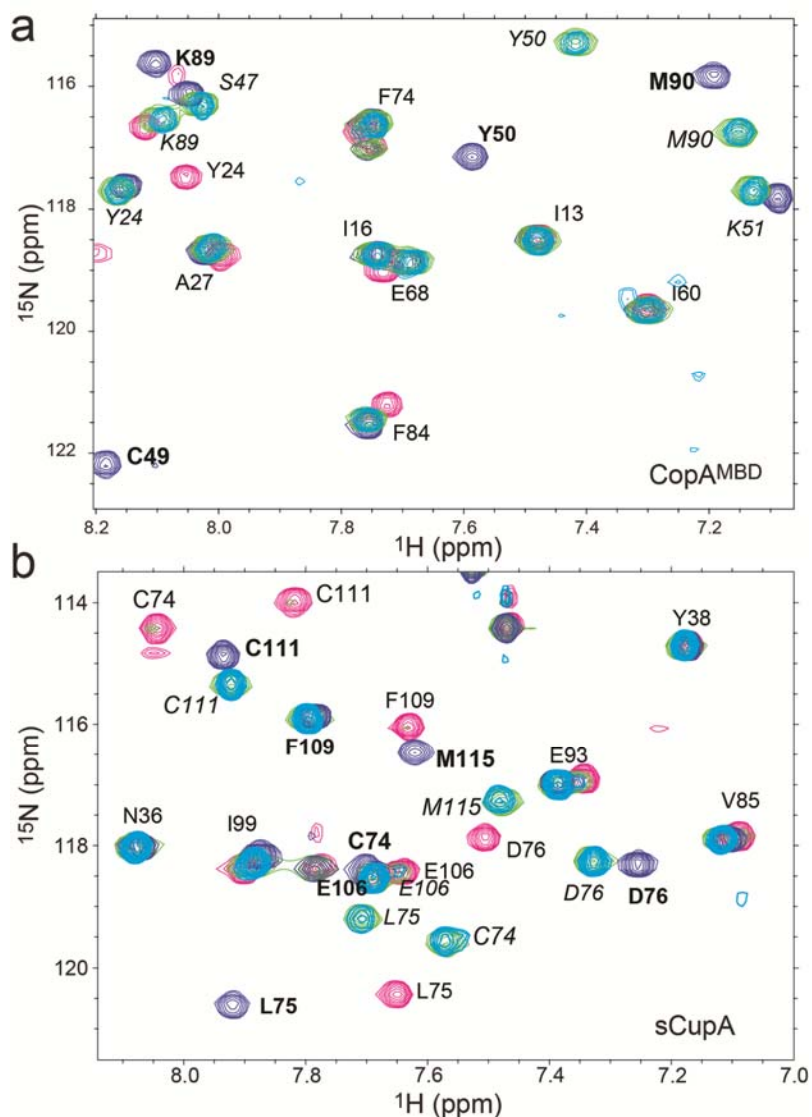 a
K89
S47
Y50
M90
116
F74
K89
Y50
M90
Y24
Y24
118
K51
I16
I13
A27
E68
I60
15N (ppm)
120
F84
122
C49
CopAMBD
8.2
8.0
7.8
7.6
7.4
7.2
1H (ppm)
b
114
C74
C111
C111
Y38
C111
F109
116
F109
M115
E93
M115
15N (ppm)
N36
I99
C74
D76
V85
118
E106
E106
E106
D76
D76
L75
C74
120
L75
L75
sCupA
8.0
7.8
7.6
7.4
7.2
7.0
1H (ppm)